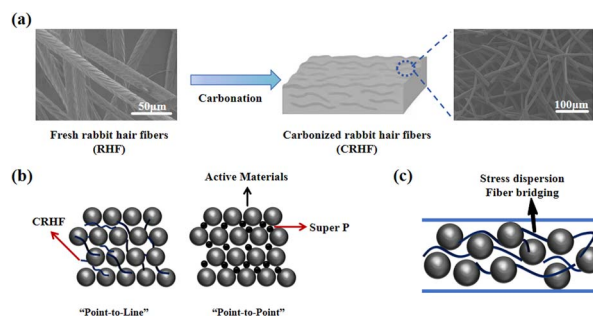 (a)
50μm
Carbonation
100μm
Fresh rabbit hair fibers
(RHF)
Carbonized rabbit hair fibers
(CRHF)
(b)
Active Materials
CRHF
Super P
“Point-to-Line”
“Point-to-Point”
(c)
Stress dispersion
Fiber bridging